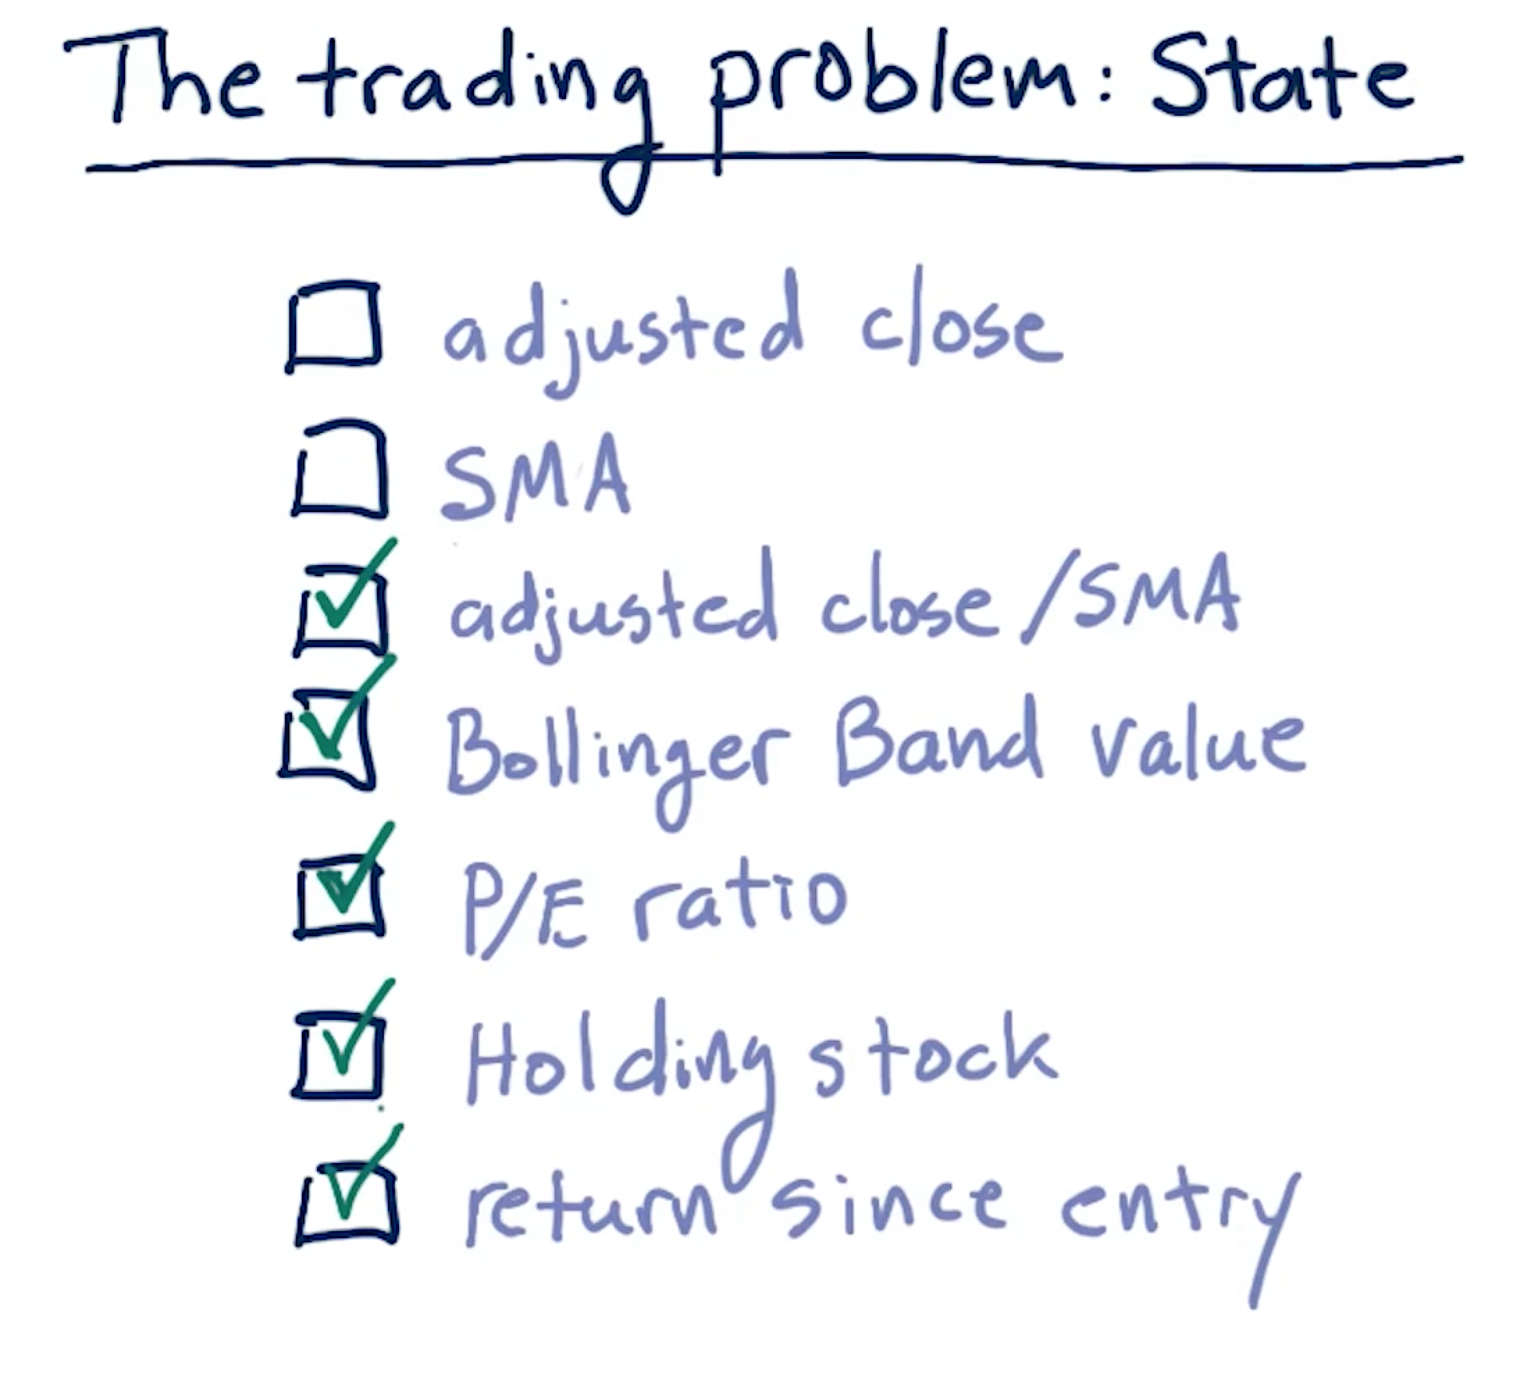 The trading problem: State
adjusted close
SMA
adjusted close/SMA
Bollinger Band value
P/E ratio
Holding stock
return since entry